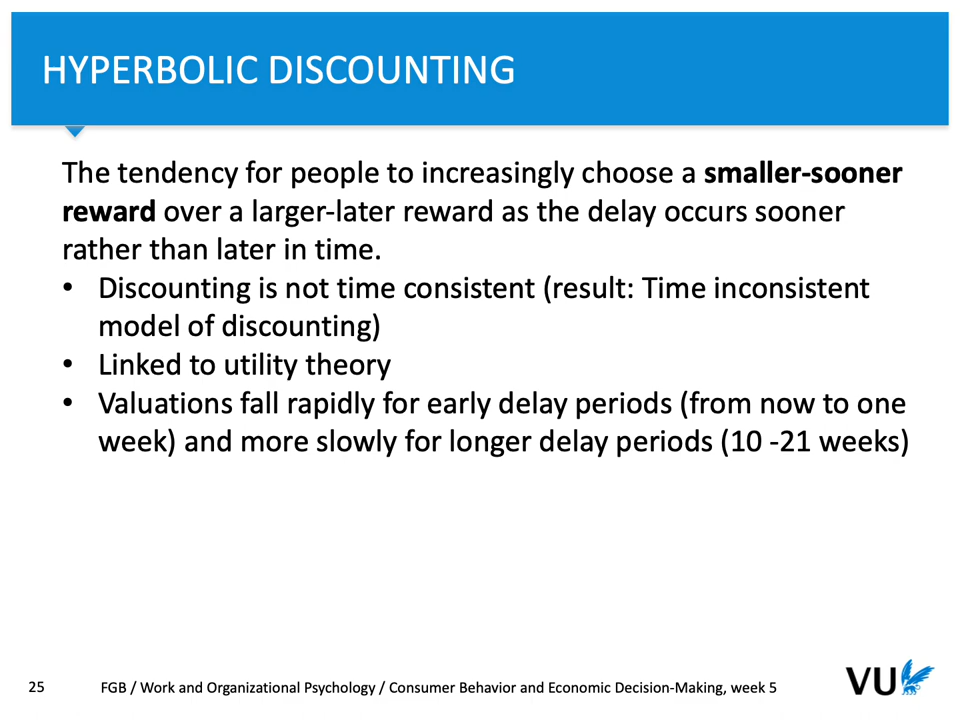 HYPERBOLIC DISCOUNTING
The tendency for people to increasingly choose a smaller-sooner
reward over a larger-later reward as the delay occurs sooner
rather than later in time.
• Discounting is not time consistent (result: Time inconsistent
model of discounting)
• Linked to utility theory
• Valuations fall rapidly for early delay periods (from now to one
week) and more slowly for longer delay periods (10 -21 weeks)
25 FGB / Work and Organizational Psychology / Consumer Behavior and Economic Decision-Making, week 5
VU